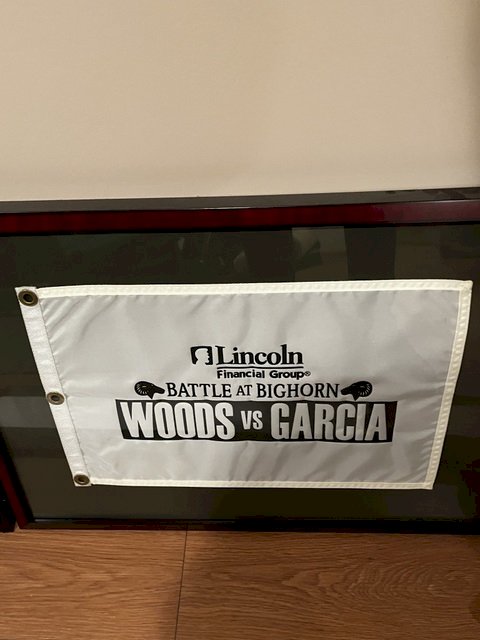 Lincoln
Financial Group®
BATTLE AT BIGHORN
WOODS VS GARCIA